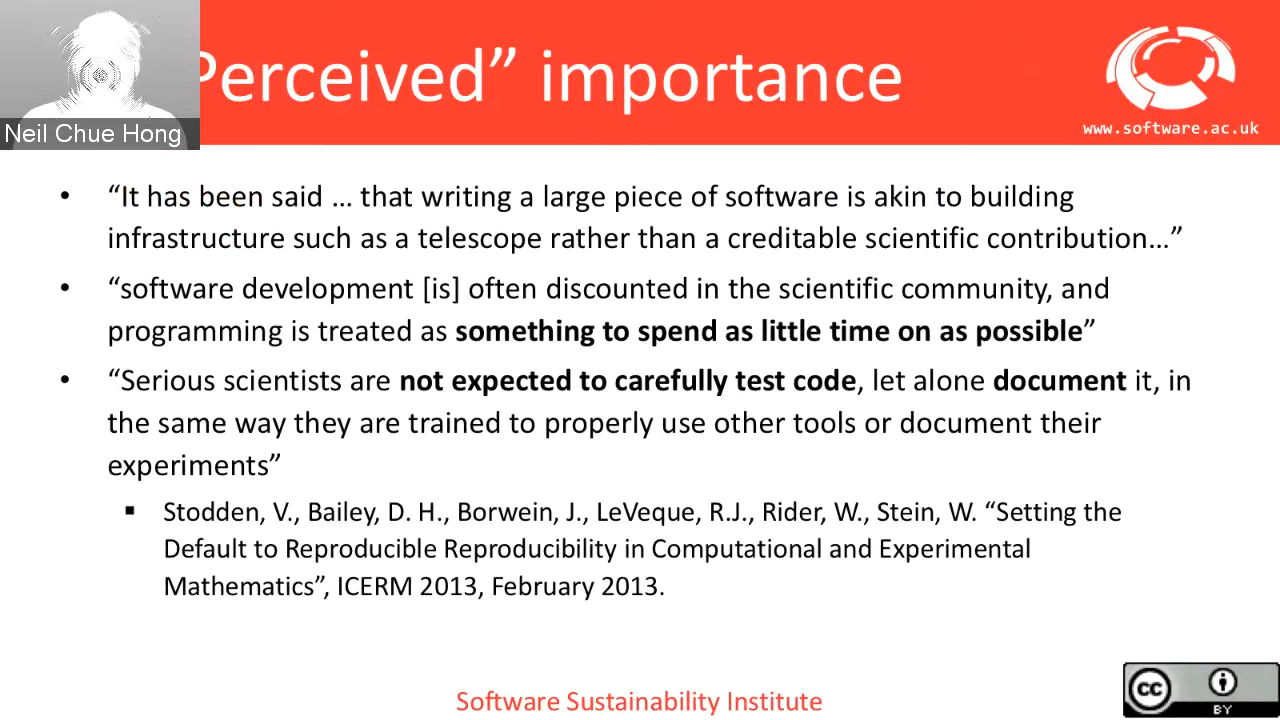 Perceived” importance
www.software.ac.uk
Neil Chue Hong
• “It has been said … that writing a large piece of software is akin to building
infrastructure such as a telescope rather than a creditable scientific contribution…”
• “software development [is] often discounted in the scientific community, and
programming is treated as something to spend as little time on as possible”
• “Serious scientists are not expected to carefully test code, let alone document it, in
the same way they are trained to properly use other tools or document their
experiments”
▪ Stodden, V., Bailey, D. H., Borwein, J., LeVeque, R.J., Rider, W., Stein, W. “Setting the
Default to Reproducible Reproducibility in Computational and Experimental
Mathematics”, ICERM 2013, February 2013.
Software Sustainability Institute
cc
BY